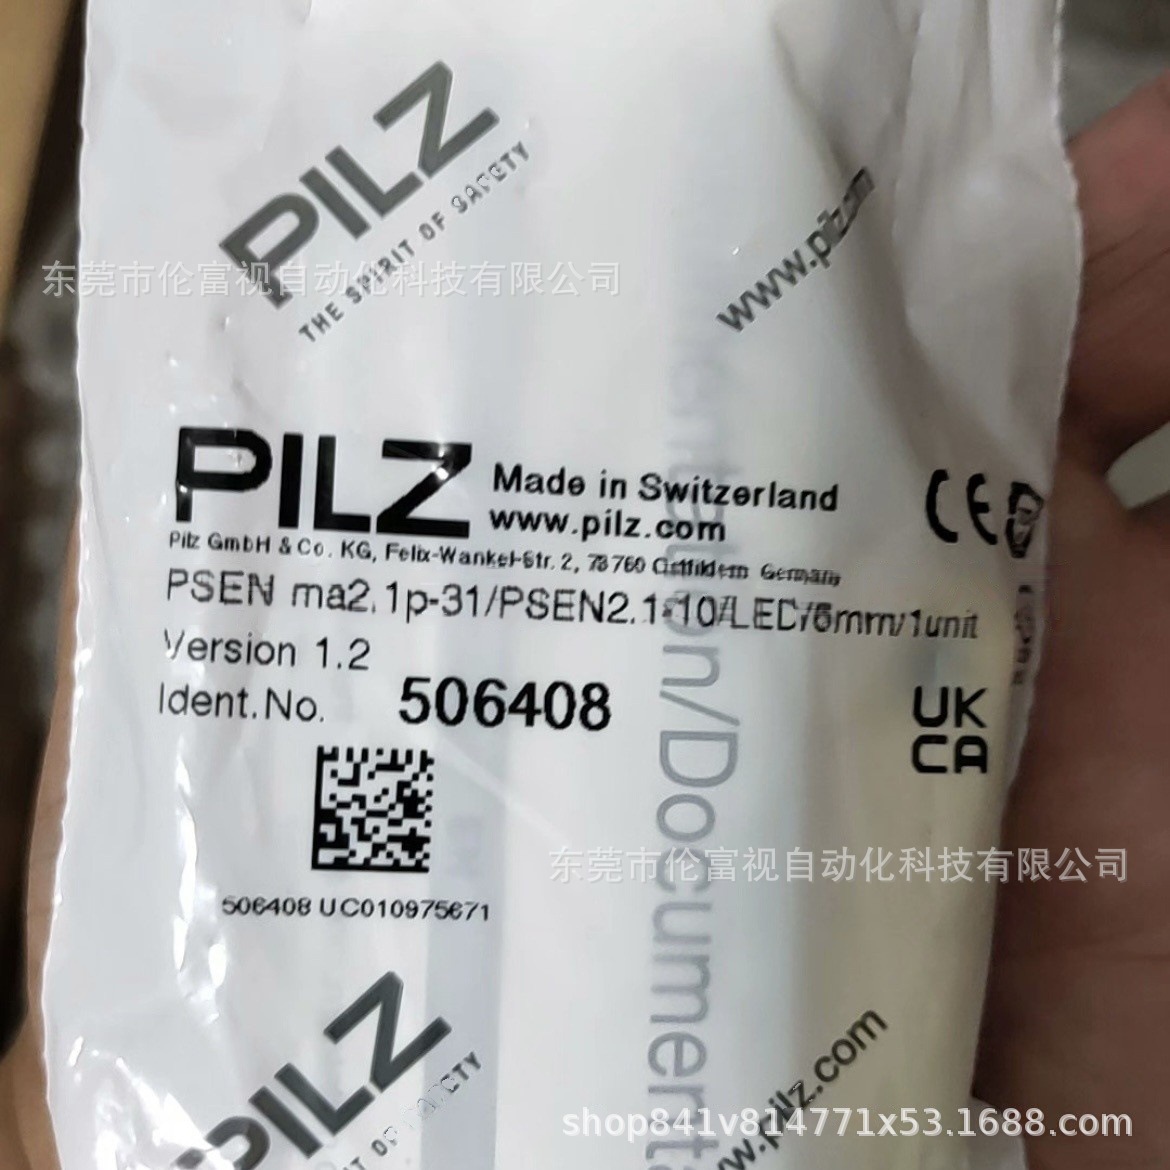 PILZ
THE SPIRIT OF SAFETY
www.pilz.com
东莞市伦富视自动化科技有限公司
PILZ
Made in Switzerland
www.pilz.com
CE
Pilz GmbH & Co. KG, Felix-Wankel-Str. 2, 73760 Ostfildern Germany
PSEN ma2.1p-31/PSEN2.1-10/LED/6mm/1unit
Version 1.2
Ident.No. 506408
UK
CA
506408 UC010975671
东莞市伦富视自动化科技有限公司
PILZ
www.pilz.com
shop841v814771x53.1688.com